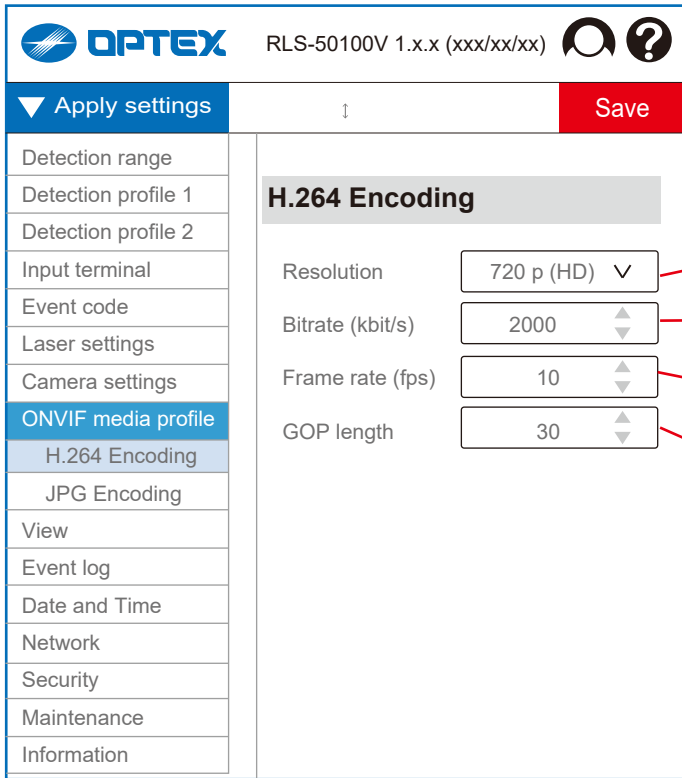 OPTEX RLS-50100V 1.x.x (xxx/xx/xx)
Apply settings
Save
Detection range
Detection profile 1
Detection profile 2
Input terminal
Event code
Laser settings
Camera settings
ONVIF media profile
H.264 Encoding
JPG Encoding
View
Event log
Date and Time
Network
Security
Maintenance
Information
H.264 Encoding
Resolution 720 p (HD)
Bitrate (kbit/s) 2000
Frame rate (fps) 10
GOP length 30